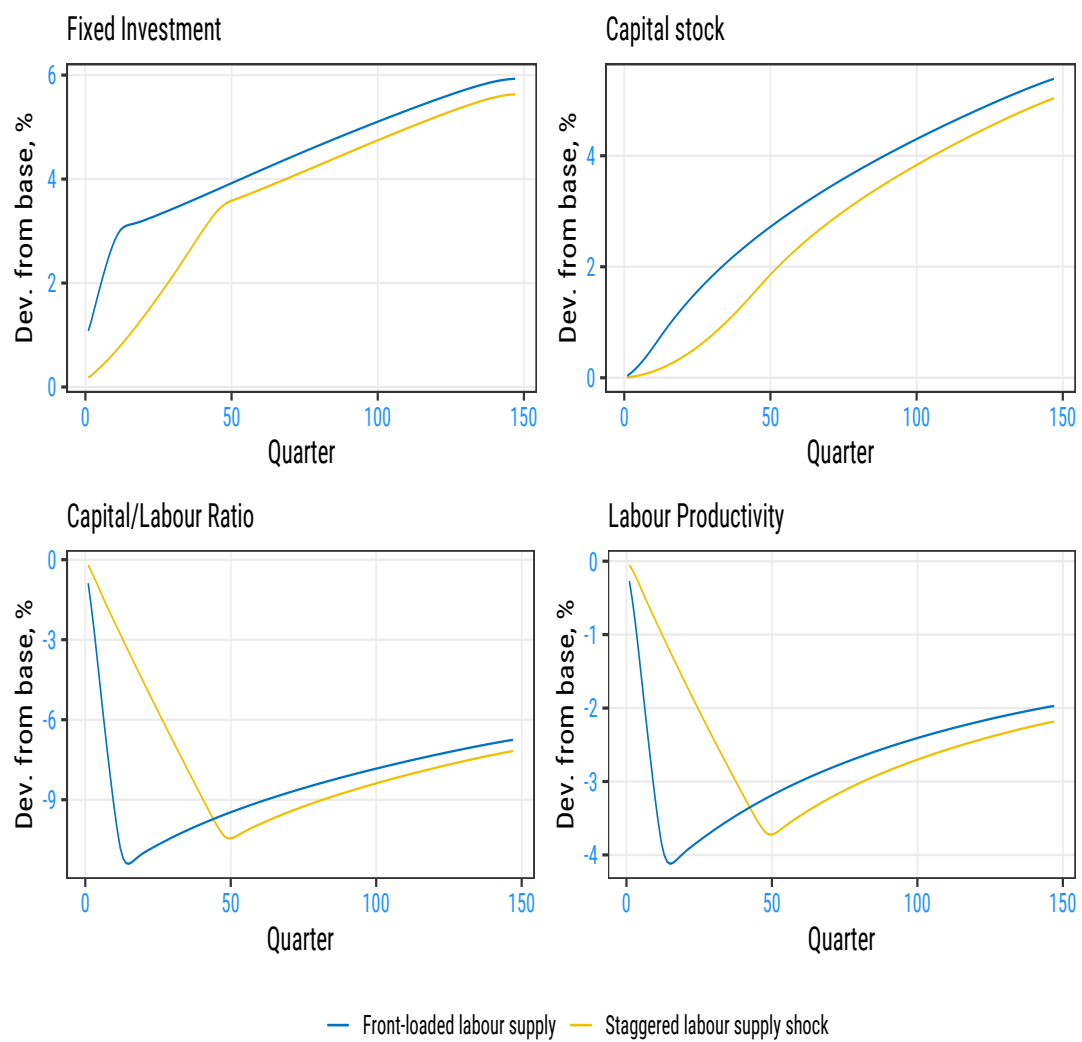 Fixed Investment
Capital stock
Dev. from base, %
6
4
2
0
0
50
100
150
Quarter
Dev. from base, %
4
2
0
0
50
100
150
Quarter
Capital/Labour Ratio
Labour Productivity
Dev. from base, %
0
-3
-6
-9
0
50
100
150
Quarter
Dev. from base, %
0
-1
-2
-3
-4
0
50
100
150
Quarter
Front-loaded labour supply
Staggered labour supply shock